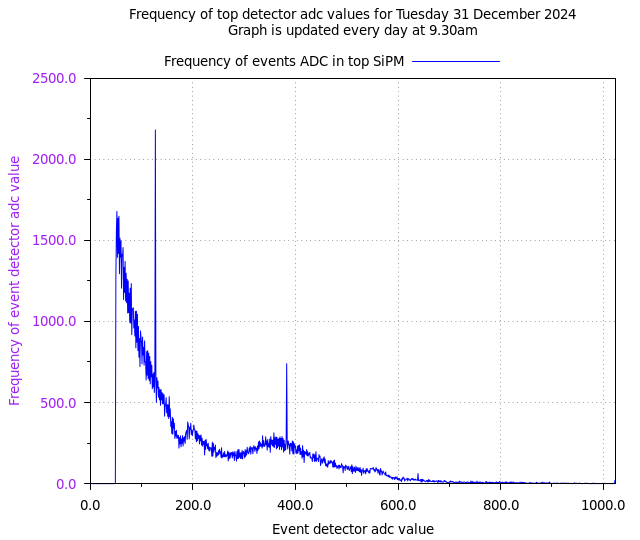 Frequency of top detector adc values for Tuesday 31 December 2024
Graph is updated every day at 9.30am
Frequency of events ADC in top SiPM
2500.0
2000.0
1500.0
1000.0
500.0
0.0
Frequency of event detector adc value
0.0 200.0 400.0 600.0 800.0 1000.0
Event detector adc value